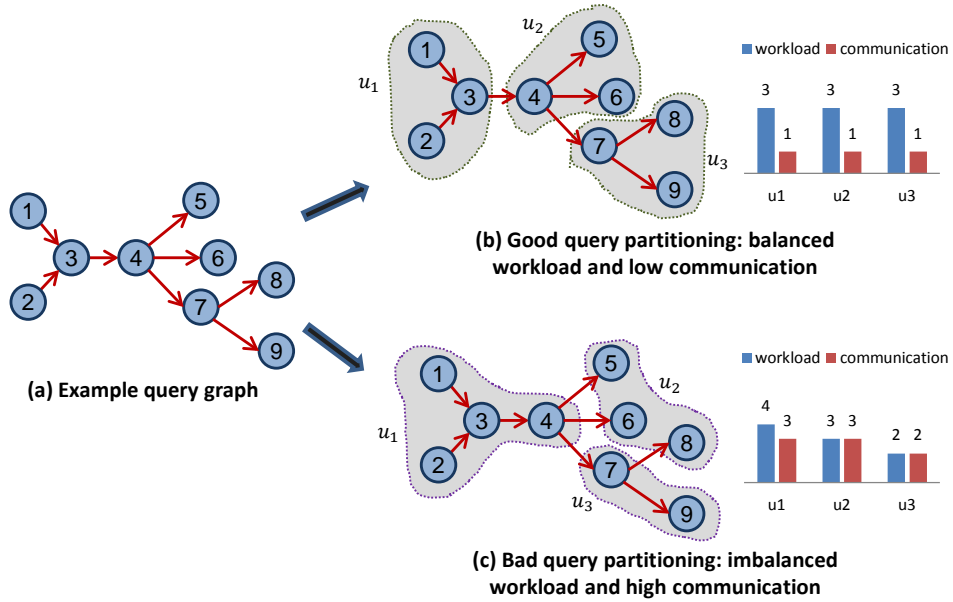 1
2
3
4
5
6
7
8
9
(a) Example query graph
u₁
u₂
u₃
1
2
3
4
5
6
7
8
9
workload communication
3 1 3 1 3 1
u1 u2 u3
(b) Good query partitioning: balanced
workload and low communication
u₁
u₂
u₃
1
2
3
4
5
6
7
8
9
workload communication
4 3 3 3 2 2
u1 u2 u3
(c) Bad query partitioning: imbalanced
workload and high communication